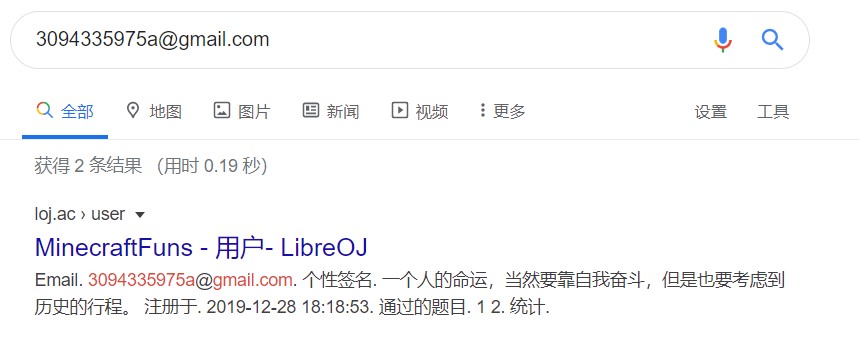 3094335975a@gmail.com
全部 地图 图片 新闻 视频 更多 设置 工具
获得 2 条结果 （用时 0.19 秒）
loj.ac › user
MinecraftFuns - 用户- LibreOJ
Email. 3094335975a@gmail.com. 个性签名. 一个人的命运，当然要靠自我奋斗，但是也要考虑到
历史的行程。 注册于. 2019-12-28 18:18:53. 通过的题目. 1 2. 统计.